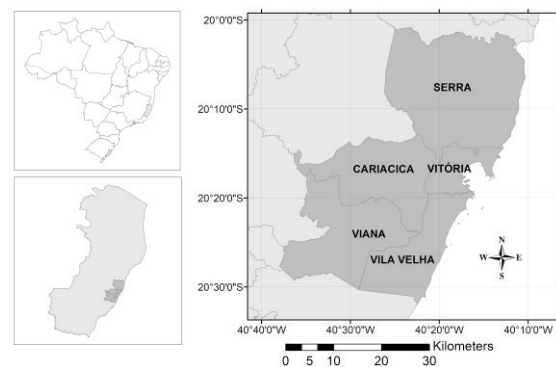 20°0'0"S
SERRA
20°10'0"S
CARIACICA VITÓRIA
20°20'0"S
VIANA
VILA VELHA
N
W E
S
20°30'0"S
40°40'0"W 40°30'0"W 40°20'0"W 40°10'0"W
Kilometers
0 5 10 20 30